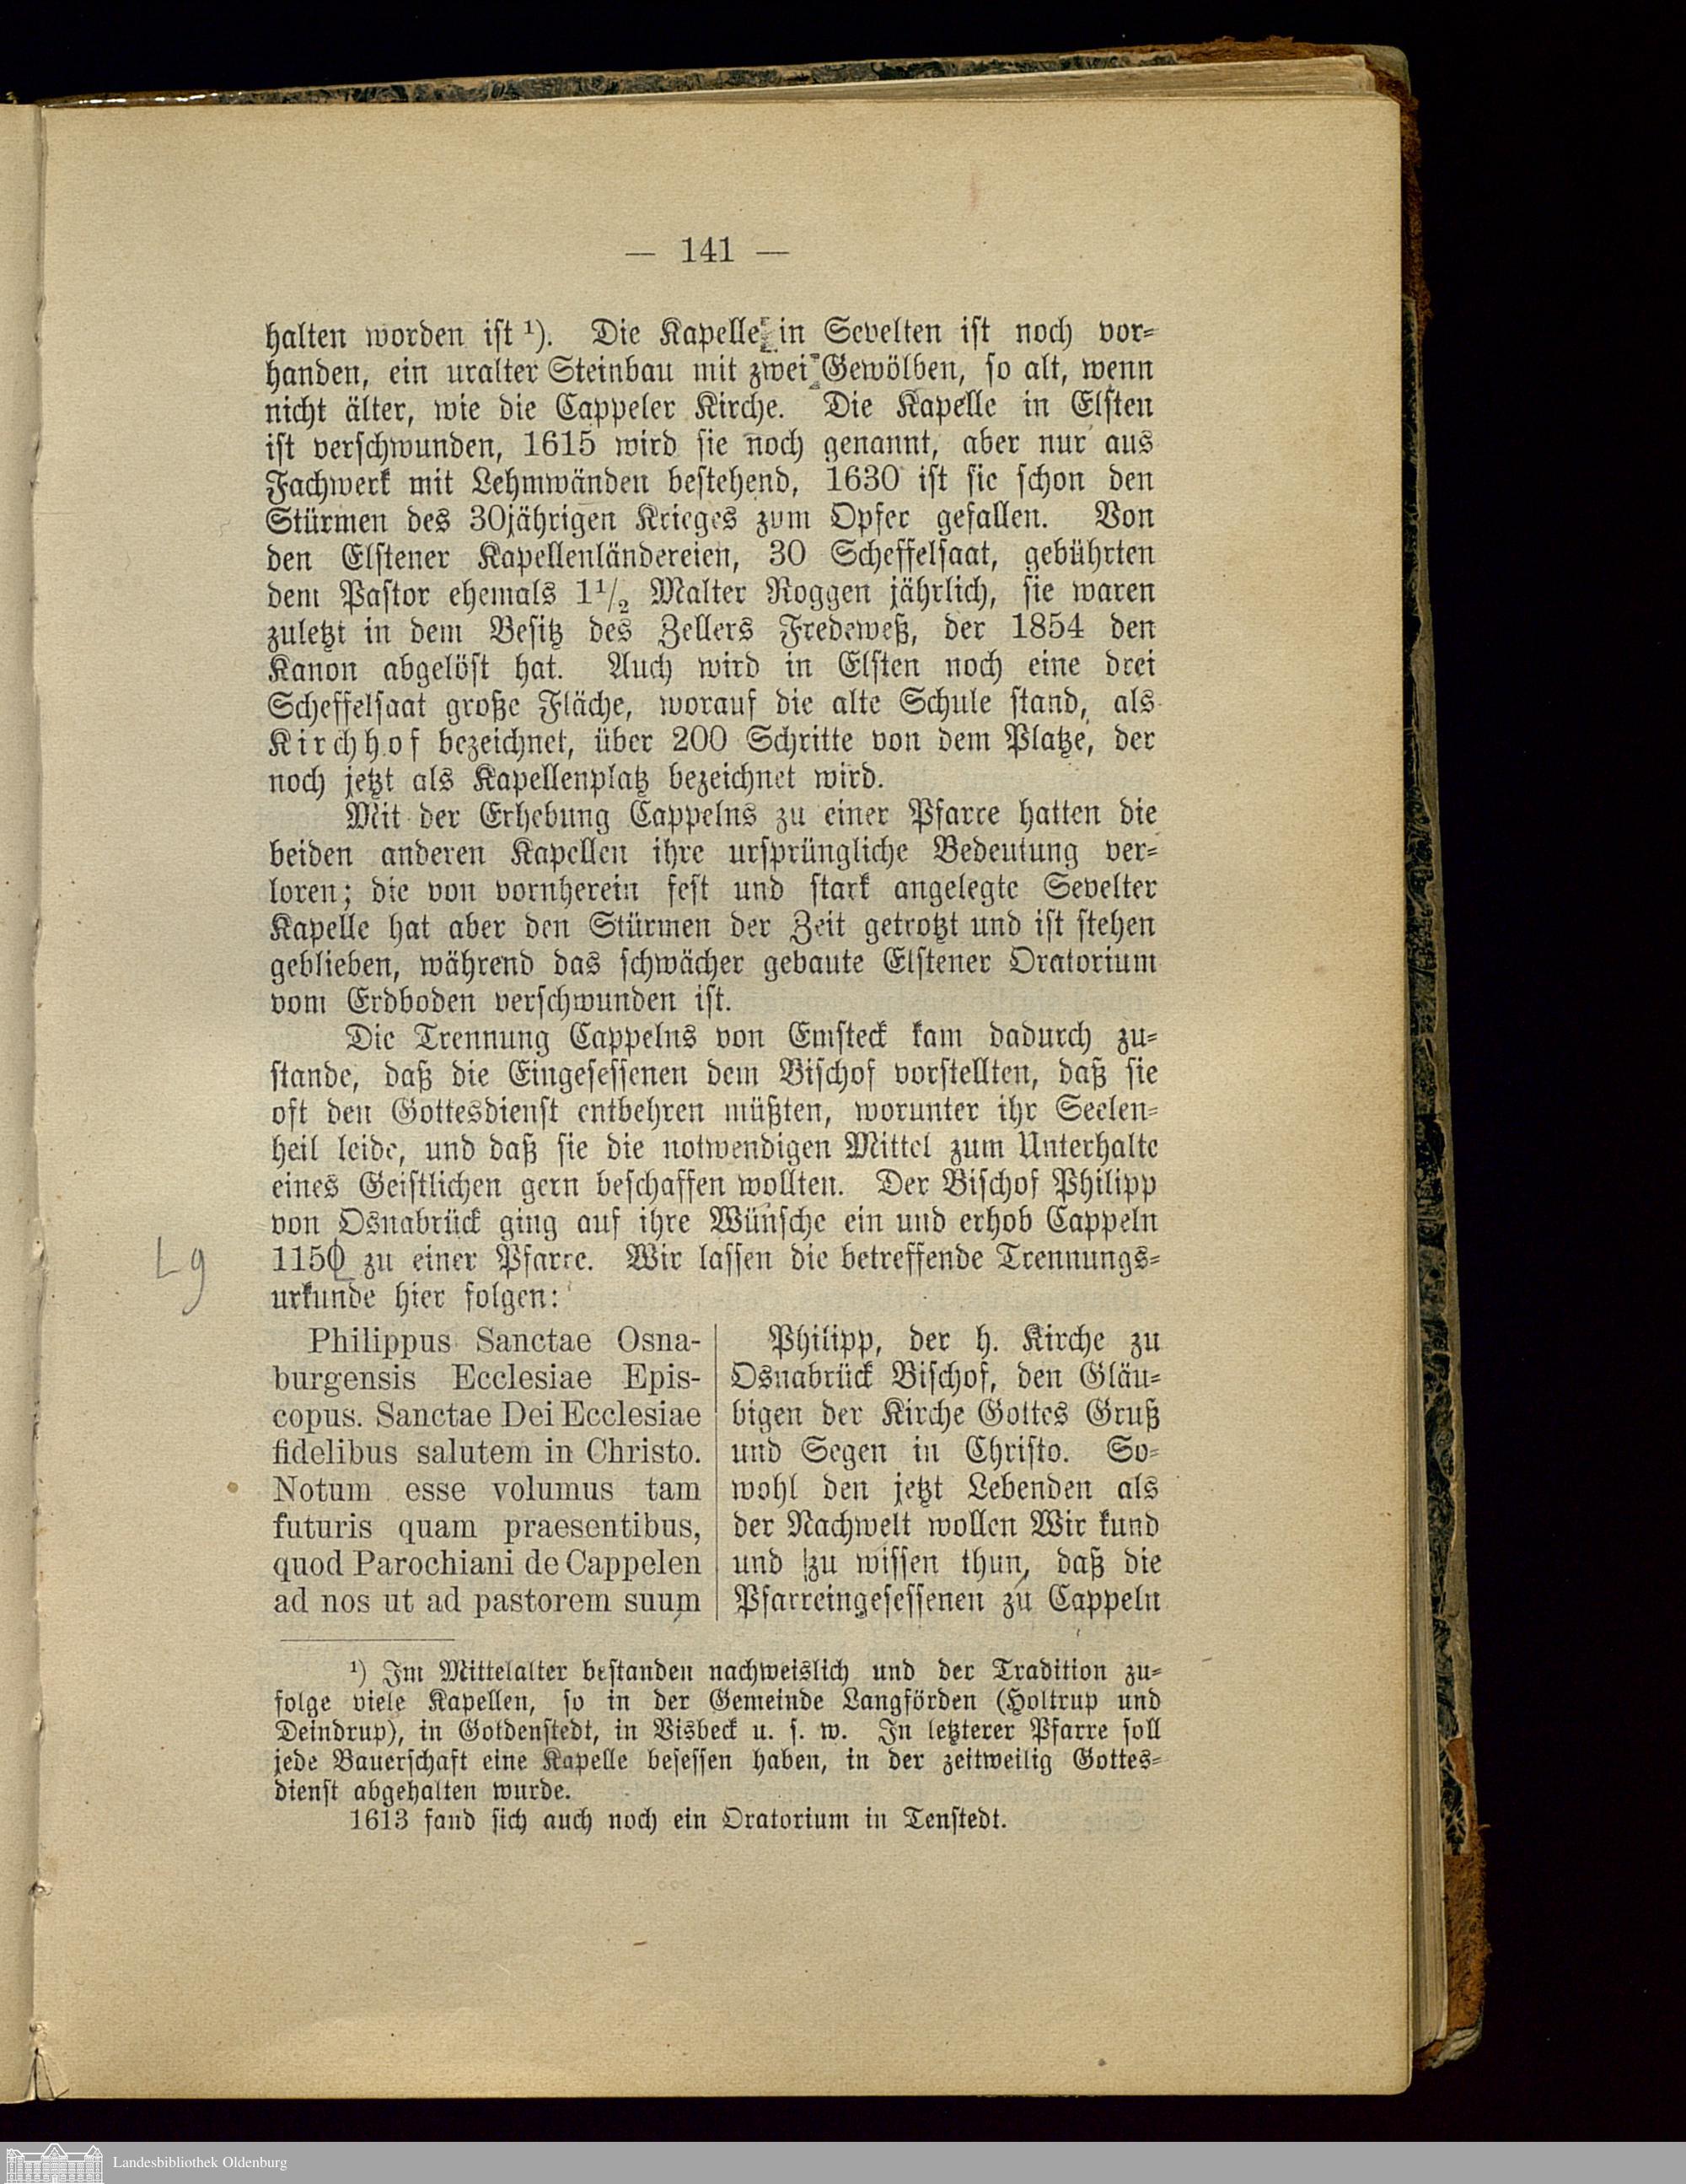 — 141 —
halten worden ist ¹). Die Kapelle in Sevelten ist noch vor-
handen, ein uralter Steinbau mit zwei Gewölben, so alt, wenn
nicht älter, wie die Cappeler Kirche. Die Kapelle in Elsten
ist verschwunden, 1615 wird sie noch genannt, aber nur aus
Fachwerk mit Lehmwänden bestehend, 1630 ist sie schon den
Stürmen des 30jährigen Krieges zum Opfer gefallen. Von
den Elstener Kapellenländereien, 30 Scheffelsaat, gebührten
dem Pastor ehemals 1¹/₂ Malter Roggen jährlich, sie waren
zuletzt in dem Besitz des Zellers Fredeweß, der 1854 den
Kanon abgelöst hat. Auch wird in Elsten noch eine drei
Scheffelsaat große Fläche, worauf die alte Schule stand, als
Kirchhof bezeichnet, über 200 Schritte von dem Platze, der
noch jetzt als Kapellenplatz bezeichnet wird.
Mit der Erhebung Cappelns zu einer Pfarre hatten die
beiden anderen Kapellen ihre ursprüngliche Bedeutung ver-
loren; die von vornherein fest und stark angelegte Sevelter
Kapelle hat aber den Stürmen der Zeit getrotzt und ist stehen
geblieben, während das schwächer gebaute Elstener Oratorium
vom Erdboden verschwunden ist.
Die Trennung Cappelns von Emsteck kam dadurch zu-
stande, daß die Eingesessenen dem Bischof vorstellten, daß sie
oft den Gottesdienst entbehren müßten, worunter ihr Seelen-
heil leide, und daß sie die notwendigen Mittel zum Unterhalte
eines Geistlichen gern beschaffen wollten. Der Bischof Philipp
von Osnabrück ging auf ihre Wünsche ein und erhob Cappeln
1150 zu einer Pfarre. Wir lassen die betreffende Trennungs-
urkunde hier folgen:
Philippus Sanctae Osna-
burgensis Ecclesiae Epis-
copus. Sanctae Dei Ecclesiae
fidelibus salutem in Christo.
Notum esse volumus tam
futuris quam praesentibus,
quod Parochiani de Cappelen
ad nos ut ad pastorem suum
Philipp, der h. Kirche zu
Osnabrück Bischof, den Gläu-
bigen der Kirche Gottes Gruß
und Segen in Christo. So-
wohl den jetzt Lebenden als
der Nachwelt wollen Wir kund
und zu wissen thun, daß die
Pfarreingesessenen zu Cappeln
¹) Im Mittelalter bestanden nachweislich und der Tradition zu-
folge viele Kapellen, so in der Gemeinde Langförden (Holtrup und
Deindrup), in Goldenstedt, in Visbeck u. s. w. In letzterer Pfarre soll
jede Bauerschaft eine Kapelle besessen haben, in der zeitweilig Gottes-
dienst abgehalten wurde.
1613 fand sich auch noch ein Oratorium in Tenstedt.
Landesbibliothek Oldenburg